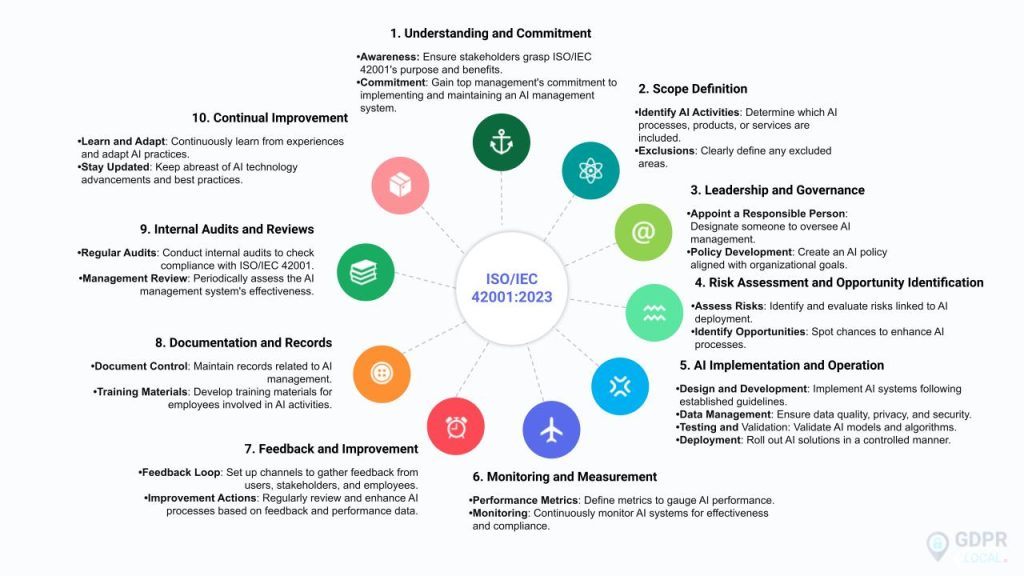 1. Understanding and Commitment
•Awareness: Ensure stakeholders grasp ISO/IEC
42001's purpose and benefits.
•Commitment: Gain top management's commitment to
implementing and maintaining an AI management
system.
2. Scope Definition
•Identify AI Activities: Determine which AI
processes, products, or services are
included.
•Exclusions: Clearly define any excluded
areas.
3. Leadership and Governance
•Appoint a Responsible Person:
Designate someone to oversee AI
management.
•Policy Development: Create an AI policy
aligned with organizational goals.
4. Risk Assessment and Opportunity Identification
•Assess Risks: Identify and evaluate risks linked to AI
deployment.
•Identify Opportunities: Spot chances to enhance AI
processes.
5. AI Implementation and Operation
•Design and Development: Implement AI systems following
established guidelines.
•Data Management: Ensure data quality, privacy, and security.
•Testing and Validation: Validate AI models and algorithms.
•Deployment: Roll out AI solutions in a controlled manner.
6. Monitoring and Measurement
•Performance Metrics: Define metrics to gauge AI performance.
•Monitoring: Continuously monitor AI systems for effectiveness
and compliance.
7. Feedback and Improvement
•Feedback Loop: Set up channels to gather feedback from
users, stakeholders, and employees.
•Improvement Actions: Regularly review and enhance AI
processes based on feedback and performance data.
8. Documentation and Records
•Document Control: Maintain records related to AI
management.
•Training Materials: Develop training materials for
employees involved in AI activities.
9. Internal Audits and Reviews
•Regular Audits: Conduct internal audits to check
compliance with ISO/IEC 42001.
•Management Review: Periodically assess the AI
management system's effectiveness.
10. Continual Improvement
•Learn and Adapt: Continuously learn from experiences
and adapt AI practices.
•Stay Updated: Keep abreast of AI technology
advancements and best practices.
ISO/IEC
42001:2023
@
GDPR
LOCAL.